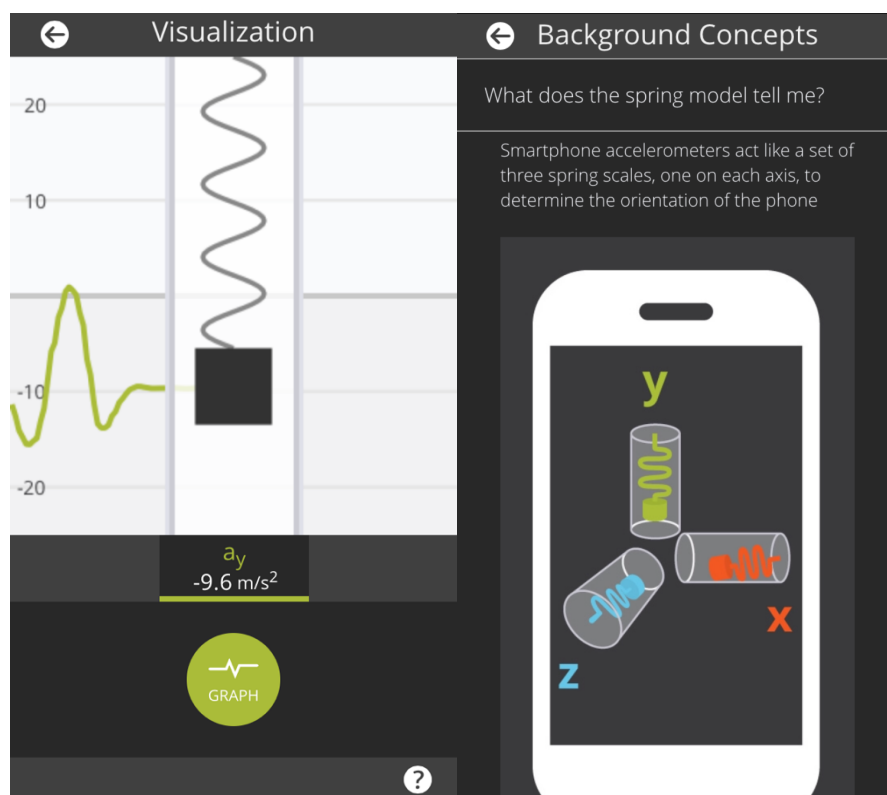 Visualization
20
10
-10
-20
ay
-9.6 m/s2
GRAPH
?
Background Concepts
What does the spring model tell me?
Smartphone accelerometers act like a set of
three spring scales, one on each axis, to
determine the orientation of the phone
y
x
z